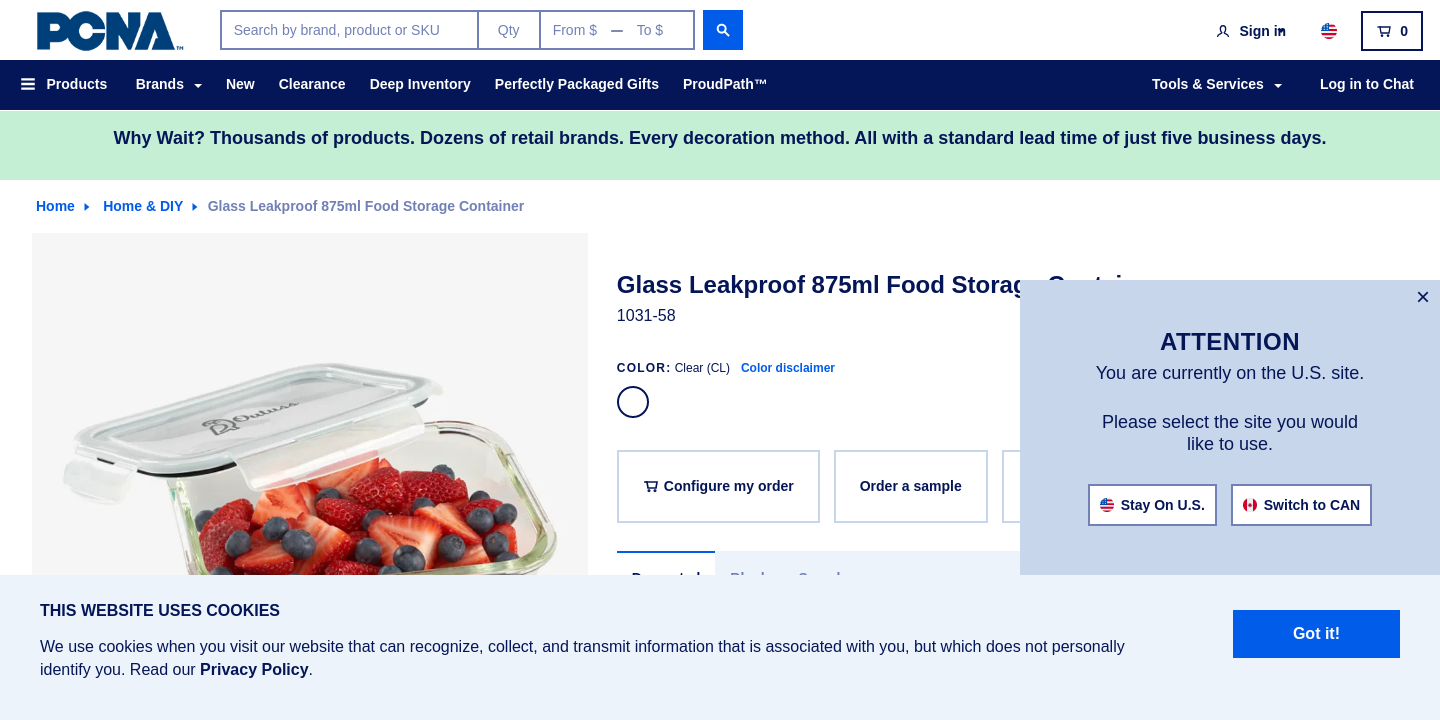 PCNA™
Search by brand, product or SKU
Qty
From $ — To $
Sign in
0
Products
Brands
New
Clearance
Deep Inventory
Perfectly Packaged Gifts
ProudPath™
Tools & Services
Log in to Chat
Why Wait? Thousands of products. Dozens of retail brands. Every decoration method. All with a standard lead time of just five business days.
Home
Home & DIY
Glass Leakproof 875ml Food Storage Container
Glass Leakproof 875ml Food Storage
1031-58
COLOR: Clear (CL) Color disclaimer
Configure my order
Order a sample
×
ATTENTION
You are currently on the U.S. site.
Please select the site you would
like to use.
Stay On U.S.
Switch to CAN
THIS WEBSITE USES COOKIES
We use cookies when you visit our website that can recognize, collect, and transmit information that is associated with you, but which does not personally
identify you. Read our Privacy Policy.
Got it!